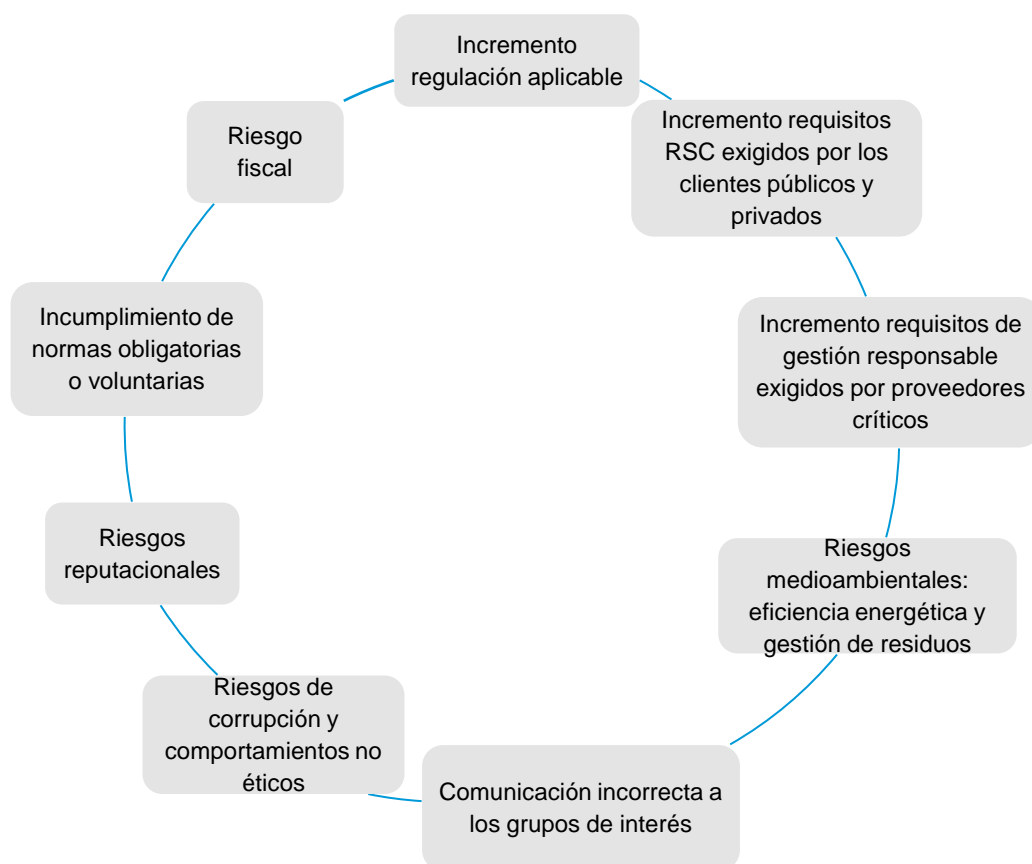 Incremento
regulación aplicable
Incremento requisitos
RSC exigidos por los
clientes públicos y
privados
Incremento requisitos de
gestión responsable
exigidos por proveedores
críticos
Riesgos
medioambientales:
eficiencia energética y
gestión de residuos
Comunicación incorrecta a
los grupos de interés
Riesgos de
corrupción y
comportamientos no
éticos
Riesgos
reputacionales
Incumplimiento de
normas obligatorias
o voluntarias
Riesgo
fiscal